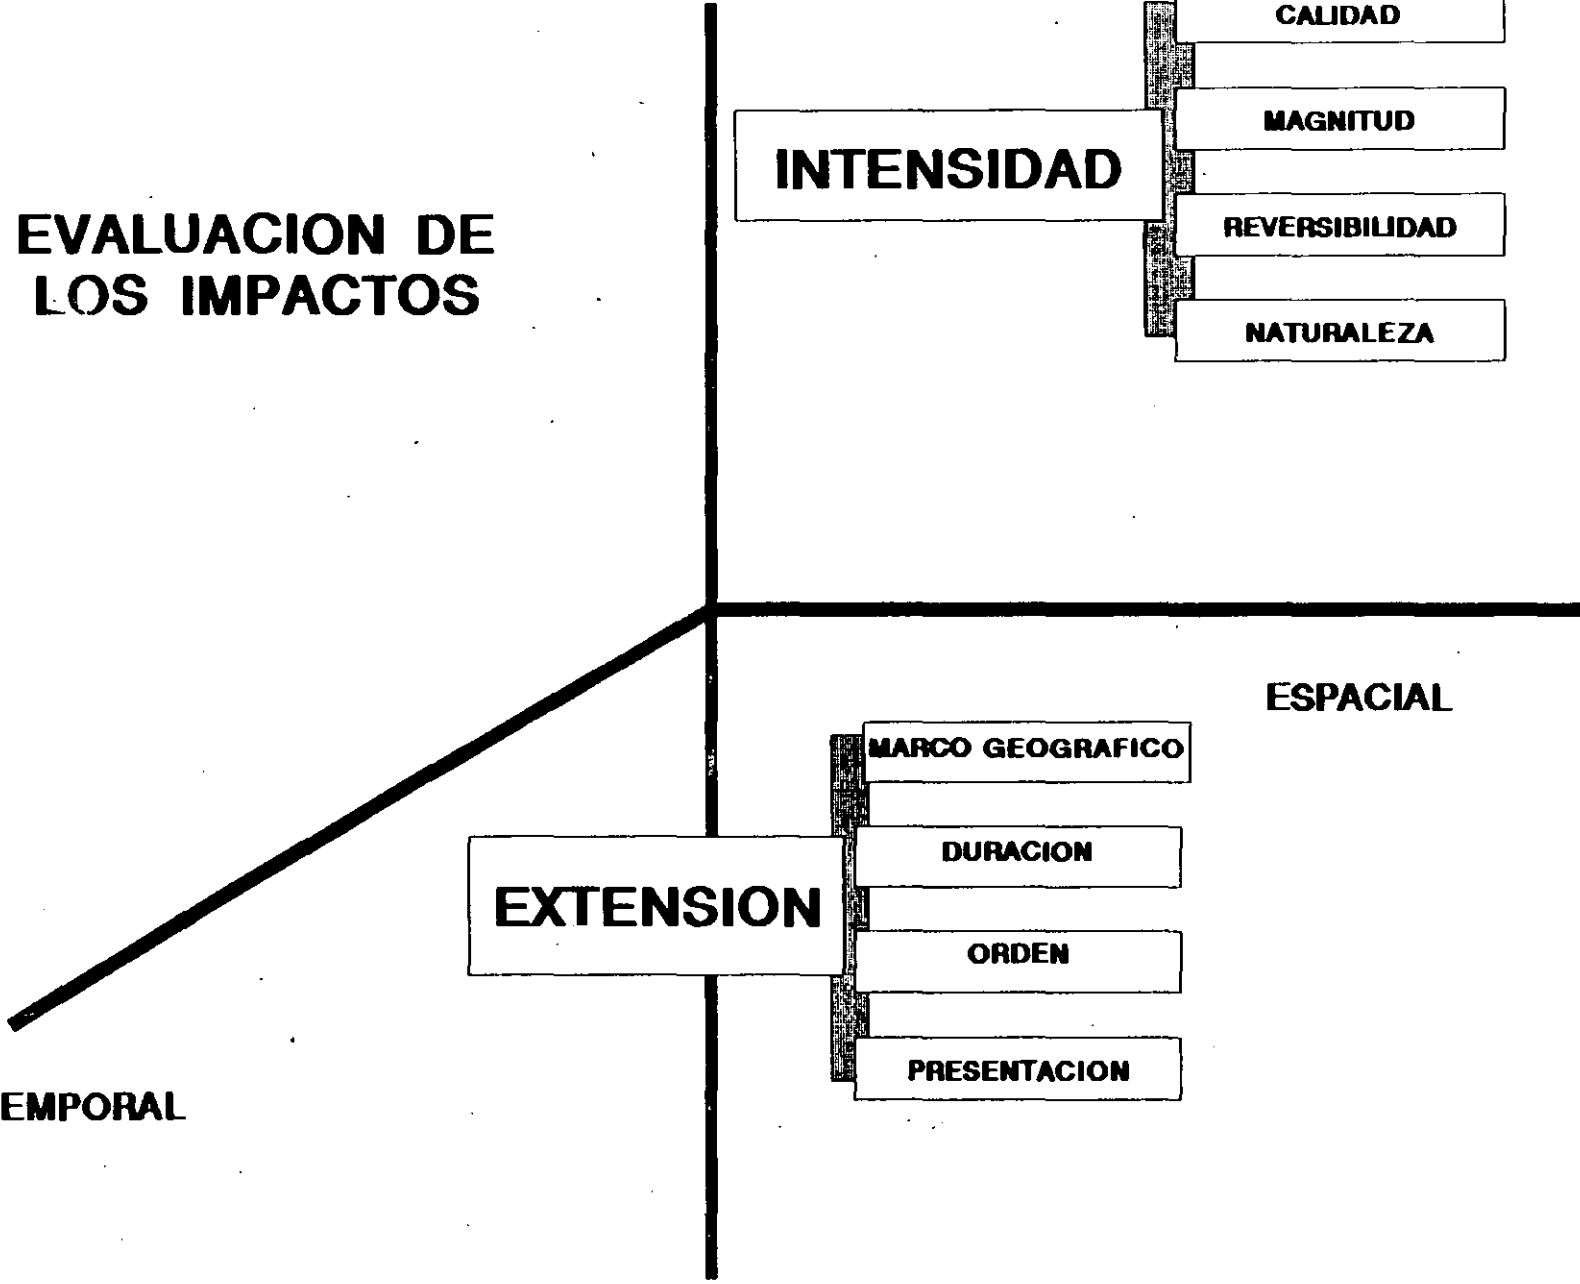 CALIDAD
MAGNITUD
INTENSIDAD
REVERSIBILIDAD
NATURALEZA
EVALUACION DE
LOS IMPACTOS
ESPACIAL
MARCO GEOGRAFICO
DURACION
EXTENSION
ORDEN
PRESENTACION
EMPORAL